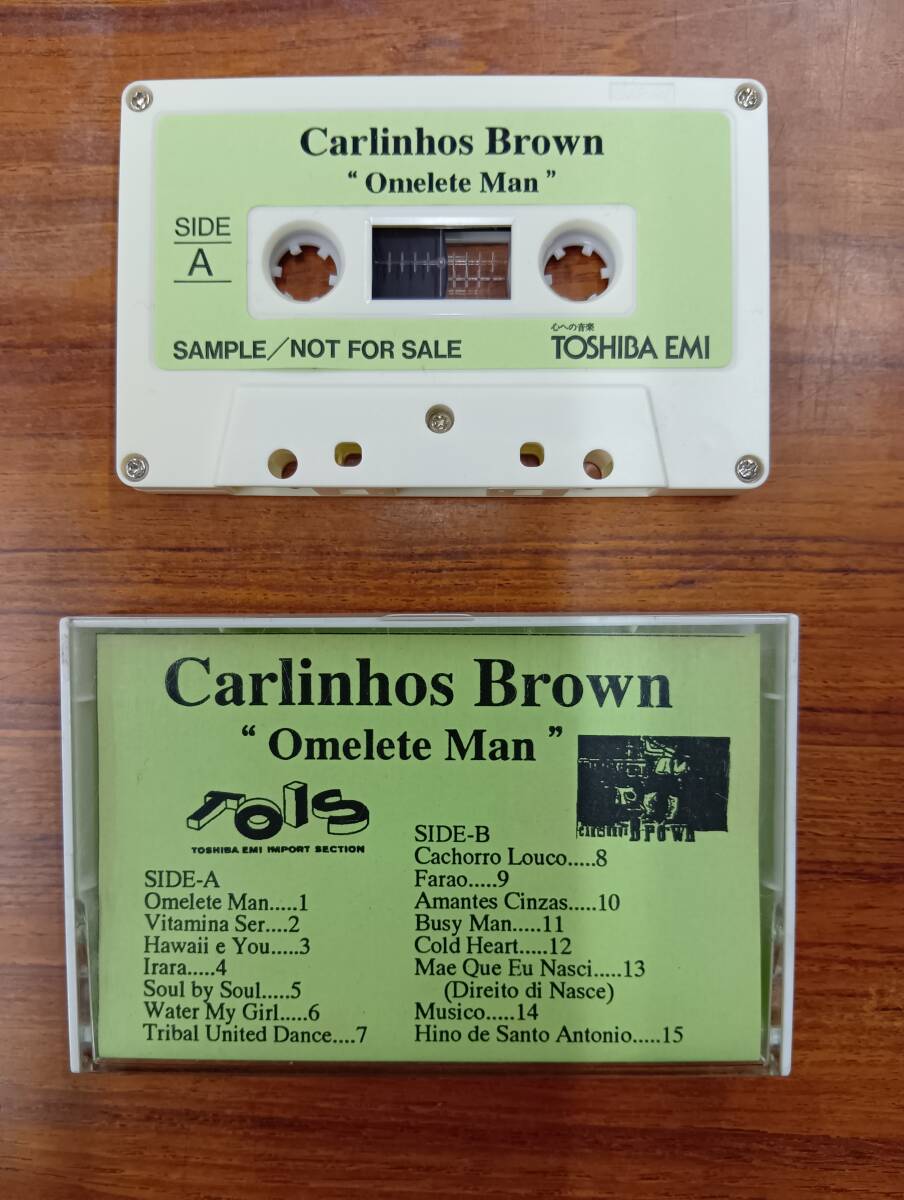 Carlinhos Brown
“ Omelete Man ”
SIDE
A
SAMPLE/NOT FOR SALE
心への音楽
TOSHIBA EMI
Carlinhos Brown
“ Omelete Man ”
TOIS
TOSHIBA EMI IMPORT SECTION
Brown
SIDE-A
Omelete Man.....1
Vitamina Ser....2
Hawaii e You.....3
Irara.....4
Soul by Soul.....5
Water My Girl.....6
Tribal United Dance....7
SIDE-B
Cachorro Louco.....8
Farao.....9
Amantes Cinzas.....10
Busy Man.....11
Cold Heart.....12
Mae Que Eu Nasci.....13
(Direito di Nasce)
Musico.....14
Hino de Santo Antonio.....15